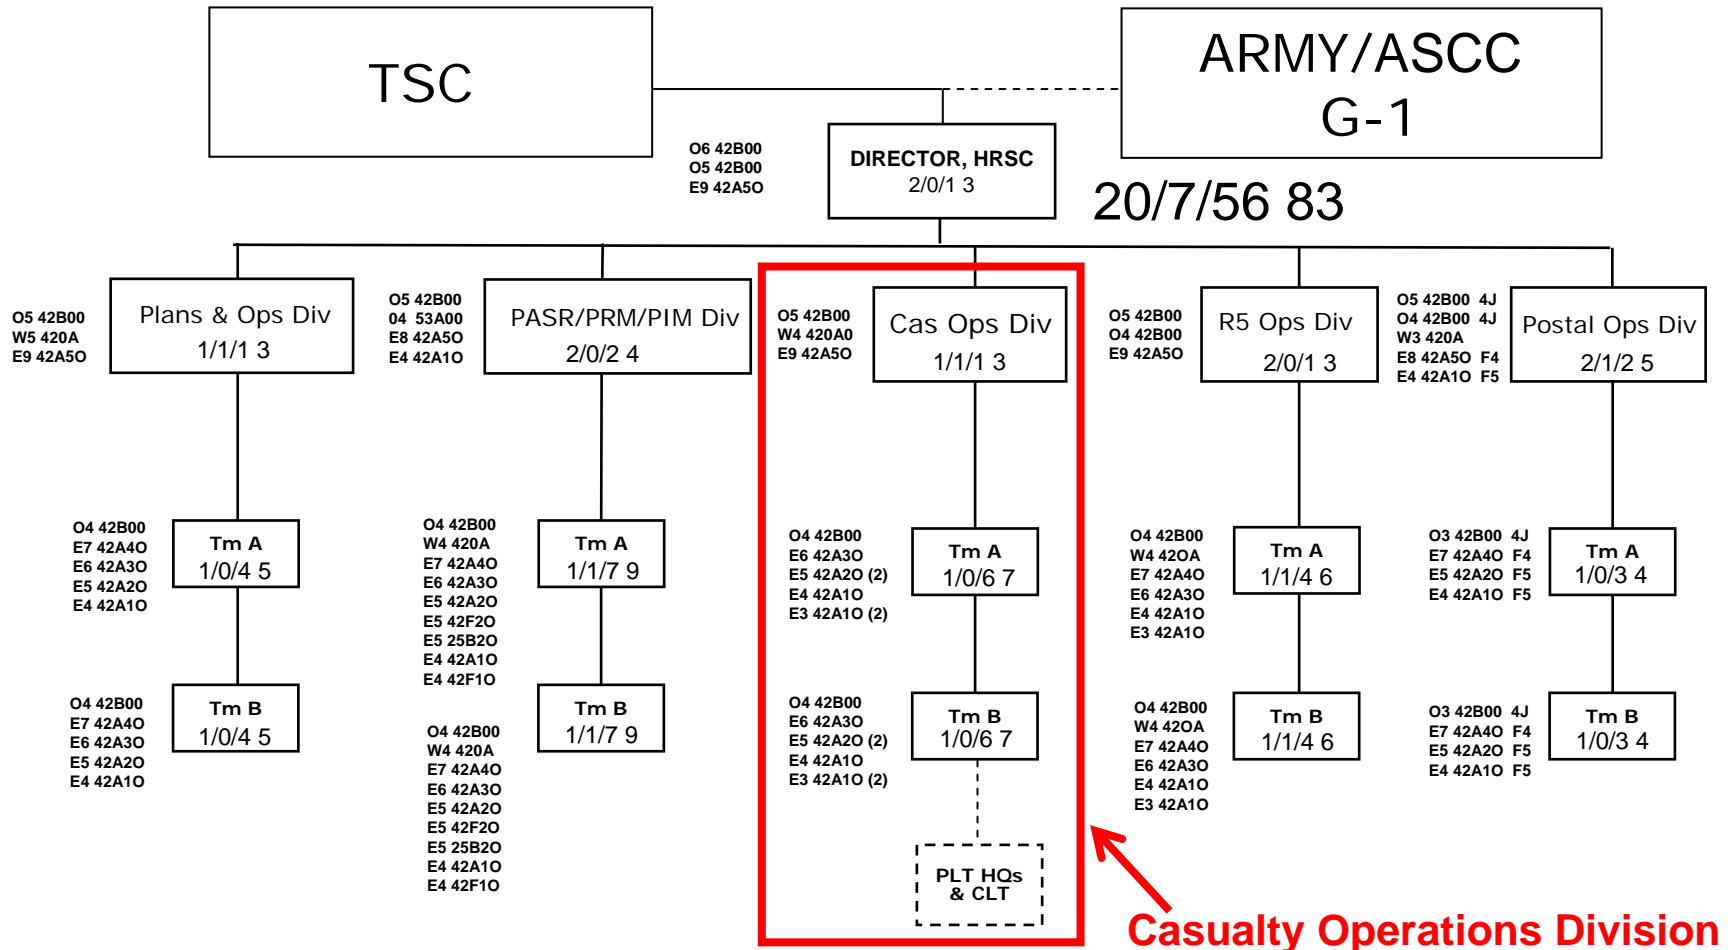 TSC
ARMY/ASCC
G-1
O6 42B00
O5 42B00
E9 42A5O
DIRECTOR, HRSC
2/0/1 3
20/7/56 83
O5 42B00
W5 420A
E9 42A5O
Plans & Ops Div
1/1/1 3
O5 42B00
04 53A00
E8 42A5O
E4 42A1O
PASR/PRM/PIM Div
2/0/2 4
O5 42B00
W4 420A0
E9 42A5O
Cas Ops Div
1/1/1 3
O5 42B00
O4 42B00
E9 42A5O
R5 Ops Div
2/0/1 3
O5 42B00 4J
O4 42B00 4J
W3 420A
E8 42A5O F4
E4 42A1O F5
Postal Ops Div
2/1/2 5
O4 42B00
E7 42A4O
E6 42A3O
E5 42A2O
E4 42A1O
Tm A
1/0/4 5
O4 42B00
W4 420A
E7 42A4O
E6 42A3O
E5 42A2O
E5 42F2O
E5 25B2O
E4 42A1O
E4 42F1O
Tm A
1/1/7 9
O4 42B00
E6 42A3O
E5 42A2O (2)
E4 42A1O
E3 42A1O (2)
Tm A
1/0/6 7
O4 42B00
W4 42OA
E7 42A4O
E6 42A3O
E4 42A1O
E3 42A1O
Tm A
1/1/4 6
O3 42B00 4J
E7 42A4O F4
E5 42A2O F5
E4 42A1O F5
Tm A
1/0/3 4
O4 42B00
E7 42A4O
E6 42A3O
E5 42A2O
E4 42A1O
Tm B
1/0/4 5
O4 42B00
W4 420A
E7 42A4O
E6 42A3O
E5 42A2O
E5 42F2O
E5 25B2O
E4 42A1O
E4 42F1O
Tm B
1/1/7 9
O4 42B00
E6 42A3O
E5 42A2O (2)
E4 42A1O
E3 42A1O (2)
Tm B
1/0/6 7
O4 42B00
W4 42OA
E7 42A4O
E6 42A3O
E4 42A1O
E3 42A1O
Tm B
1/1/4 6
O3 42B00 4J
E7 42A4O F4
E5 42A2O F5
E4 42A1O F5
Tm B
1/0/3 4
PLT HQs
& CLT
Casualty Operations Division